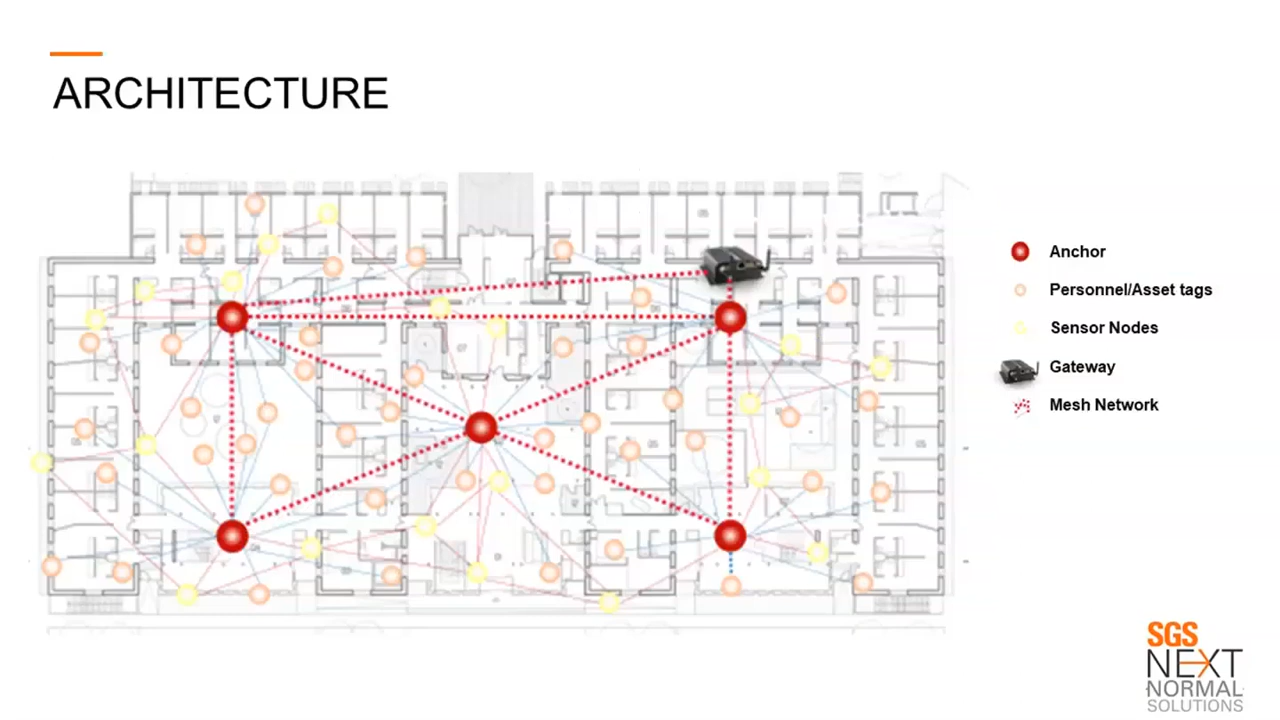 ARCHITECTURE
Anchor
Personnel/Asset tags
Sensor Nodes
Gateway
Mesh Network
SGS
NEXT
NORMAL
SOLUTIONS